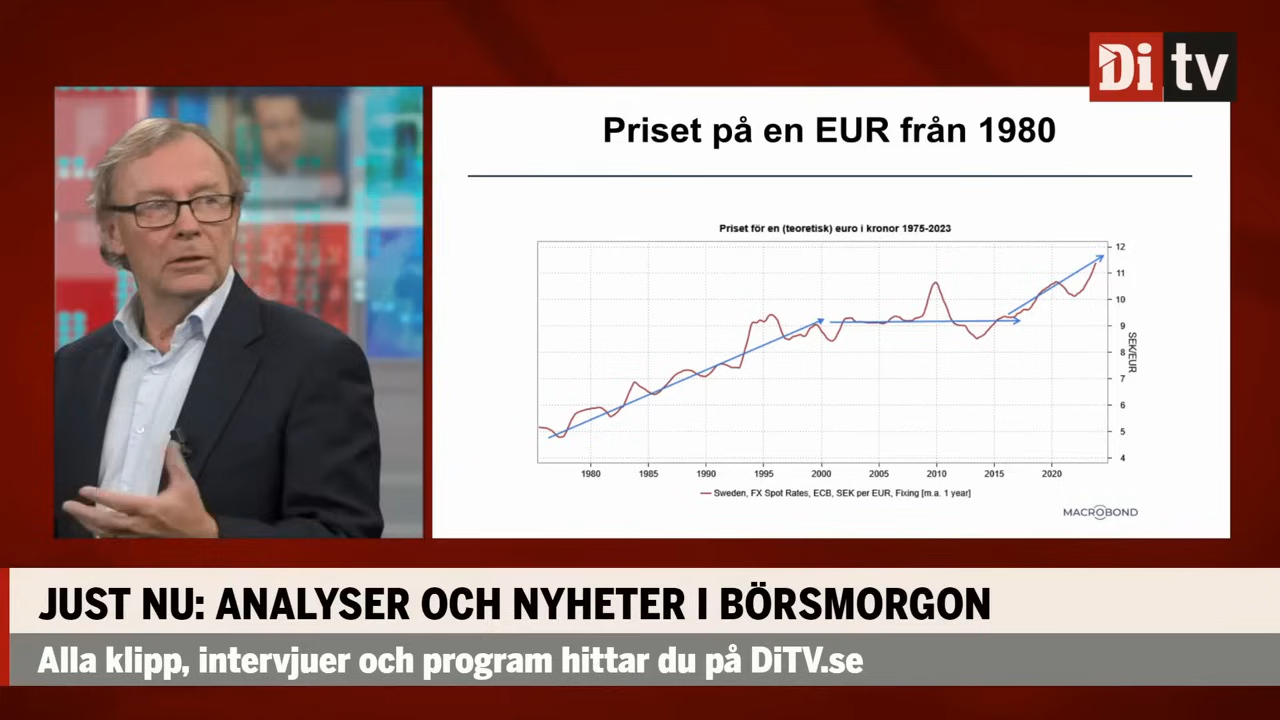 Di tv
Priset på en EUR från 1980
Priset för en (teoretisk) euro i kronor 1975-2023
12
11
10
9
8
7
6
5
4
SEK/EUR
1980 1985 1990 1995 2000 2005 2010 2015 2020
Sweden, FX Spot Rates, ECB, SEK per EUR, Fixing [m.a. 1 year]
MACROBOND
JUST NU: ANALYSER OCH NYHETER I BÖRSMORGON
Alla klipp, intervjuer och program hittar du på DiTV.se